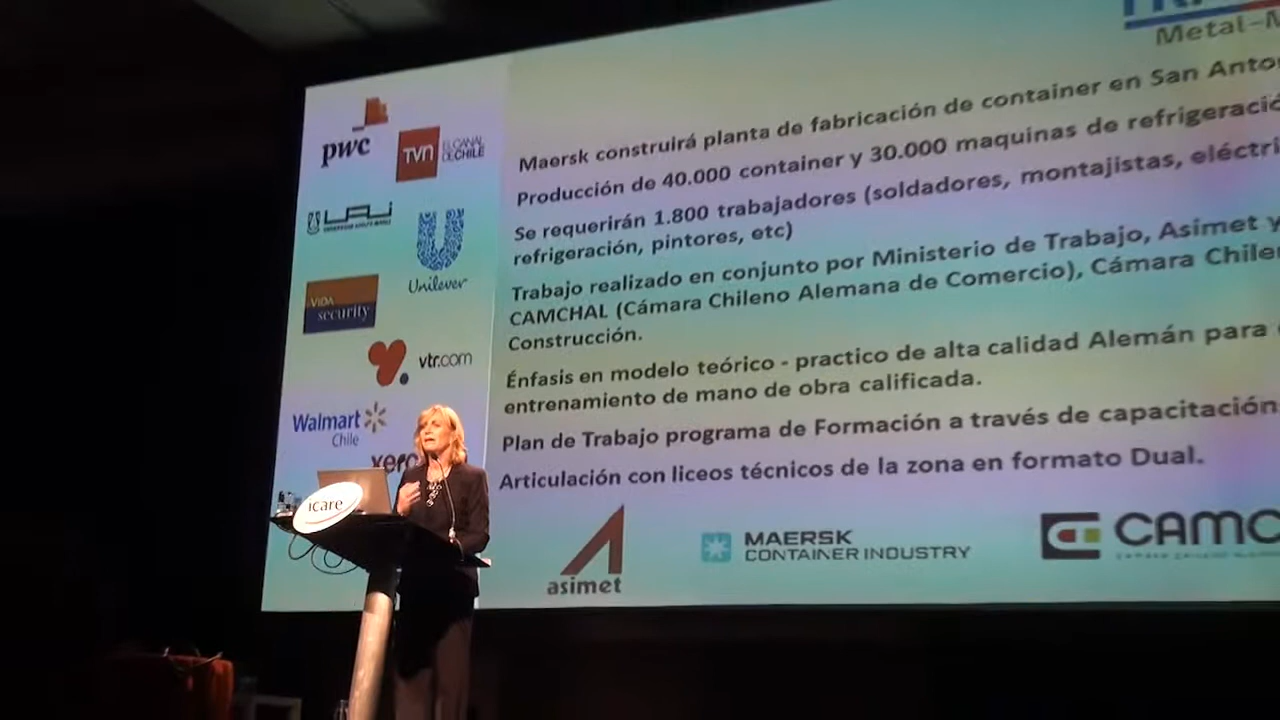 Metal-M
pwc
TVN EL CANAL DE CHILE
Unilever
VIDA
security
vtr.com
Walmart
Chile
xero
icare
Maersk construirá planta de fabricación de container en San Anto
Producción de 40.000 container y 30.000 maquinas de refrigeració
Se requerirán 1.800 trabajadores (soldadores, montajistas, eléctri
refrigeración, pintores, etc)
Trabajo realizado en conjunto por Ministerio de Trabajo, Asimet y
CAMCHAL (Cámara Chileno Alemana de Comercio), Cámara Chilen
Construcción.
Énfasis en modelo teórico - practico de alta calidad Alemán para
entrenamiento de mano de obra calificada.
Plan de Trabajo programa de Formación a través de capacitación
Articulación con liceos técnicos de la zona en formato Dual.
asimet
MAERSK
CONTAINER INDUSTRY
CAMC